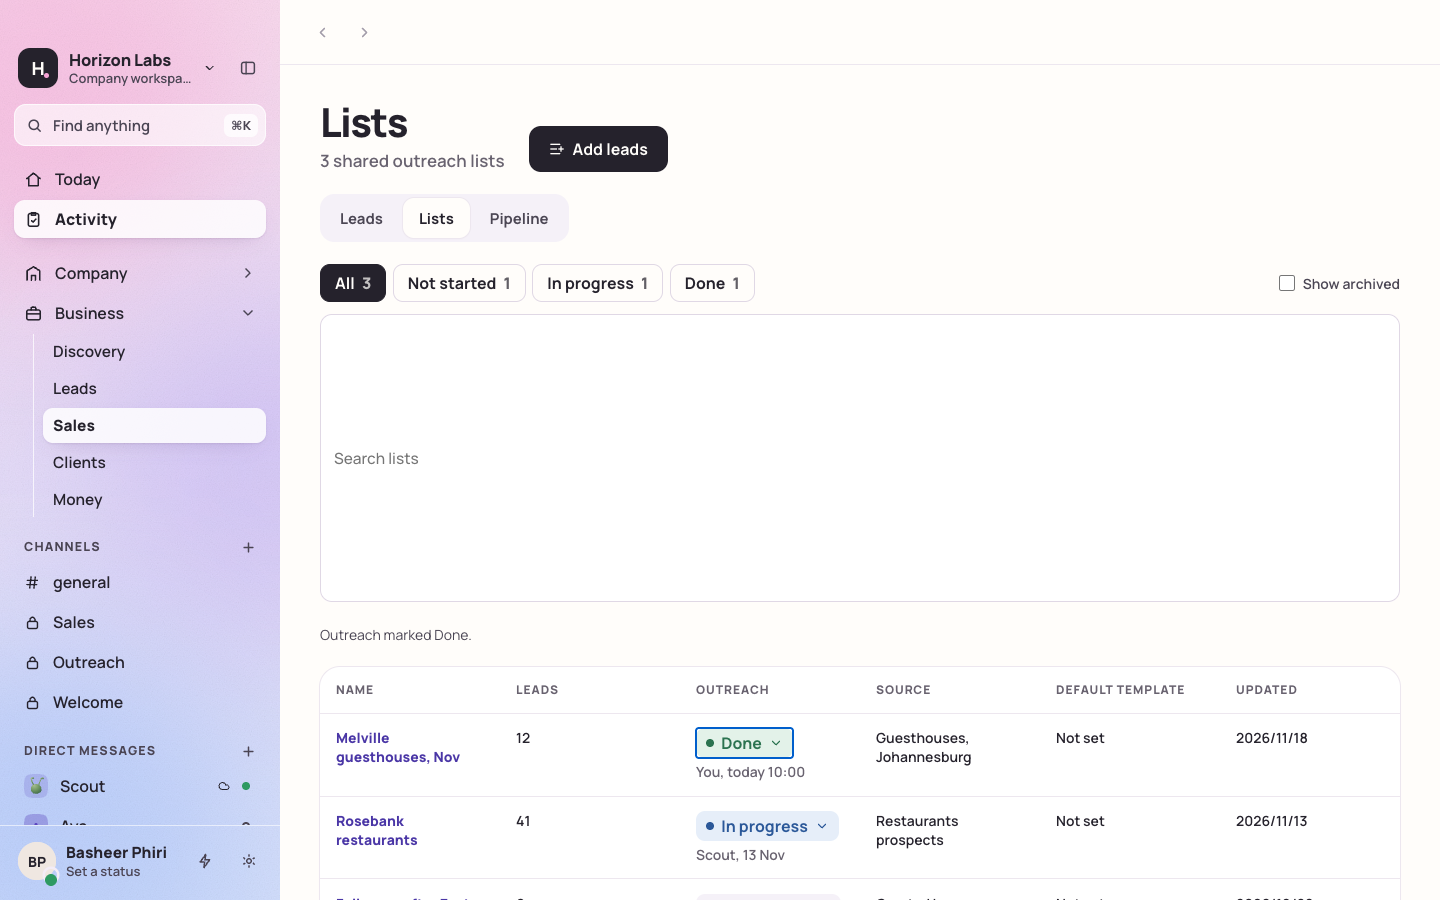 H.
Horizon Labs
Company workspa...
Find anything
⌘K
Today
Activity
Company
Business
Discovery
Leads
Sales
Clients
Money
CHANNELS
# general
Sales
Outreach
Welcome
DIRECT MESSAGES
Scout
BP
Basheer Phiri
Set a status
Lists
3 shared outreach lists
Add leads
Leads
Lists
Pipeline
All 3
Not started 1
In progress 1
Done 1
Show archived
Search lists
Outreach marked Done.
NAME LEADS OUTREACH SOURCE DEFAULT TEMPLATE UPDATED
Melville guesthouses, Nov
12
Done
You, today 10:00
Guesthouses, Johannesburg
Not set
2026/11/18
Rosebank restaurants
41
In progress
Scout, 13 Nov
Restaurants prospects
Not set
2026/11/13